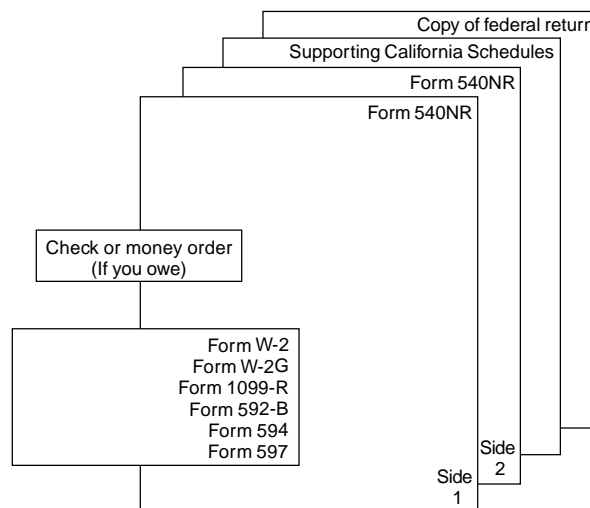 Copy of federal return
Supporting California Schedules
Form 540NR
Form 540NR
Check or money order
(If you owe)
Form W-2
Form W-2G
Form 1099-R
Form 592-B
Form 594
Form 597
Side
2
Side
1